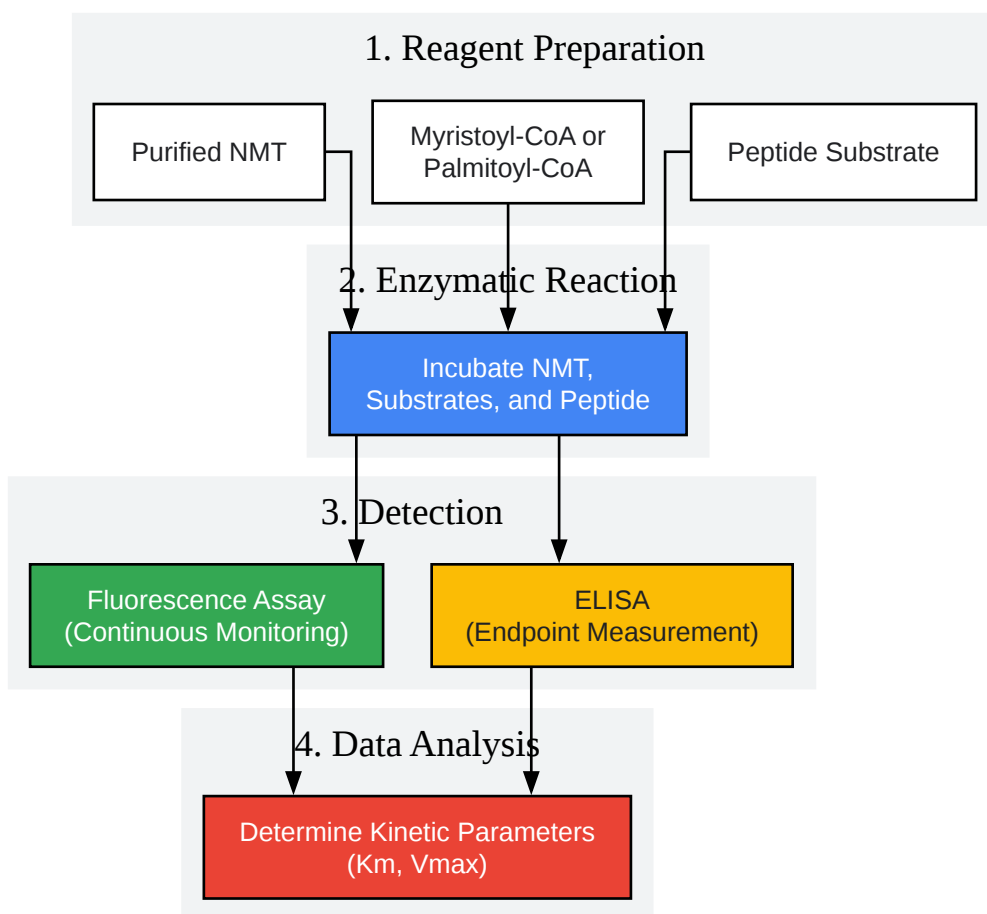 1. Reagent Preparation
Purified NMT
Myristoyl-CoA or
Palmitoyl-CoA
Peptide Substrate
2. Enzymatic Reaction
Incubate NMT,
Substrates, and Peptide
3. Detection
Fluorescence Assay
(Continuous Monitoring)
ELISA
(Endpoint Measurement)
4. Data Analysis
Determine Kinetic Parameters
(Km, Vmax)